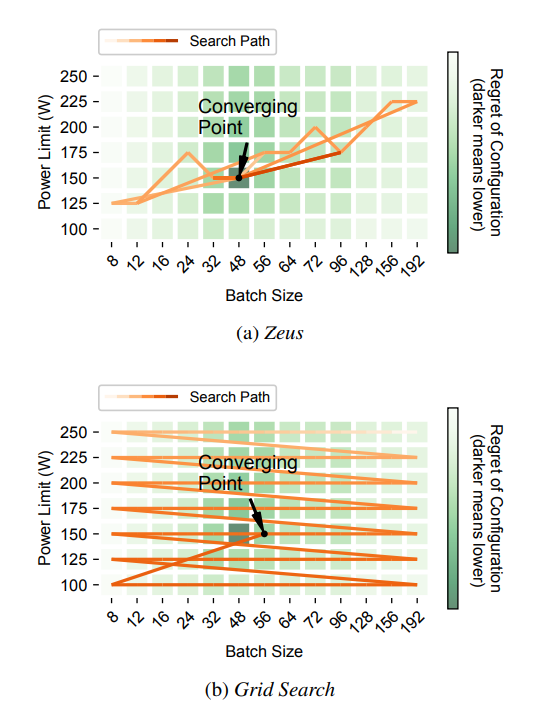 Search Path
250
225
200
175
150
125
100
Power Limit (W)
Converging
Point
8
12
16
24
32
48
56
64
72
96
128
156
192
Batch Size
Regret of Configuration
(darker means lower)
(a) Zeus
Search Path
250
225
200
175
150
125
100
Power Limit (W)
Converging
Point
8
12
16
24
32
48
56
64
72
96
128
156
192
Batch Size
Regret of Configuration
(darker means lower)
(b) Grid Search